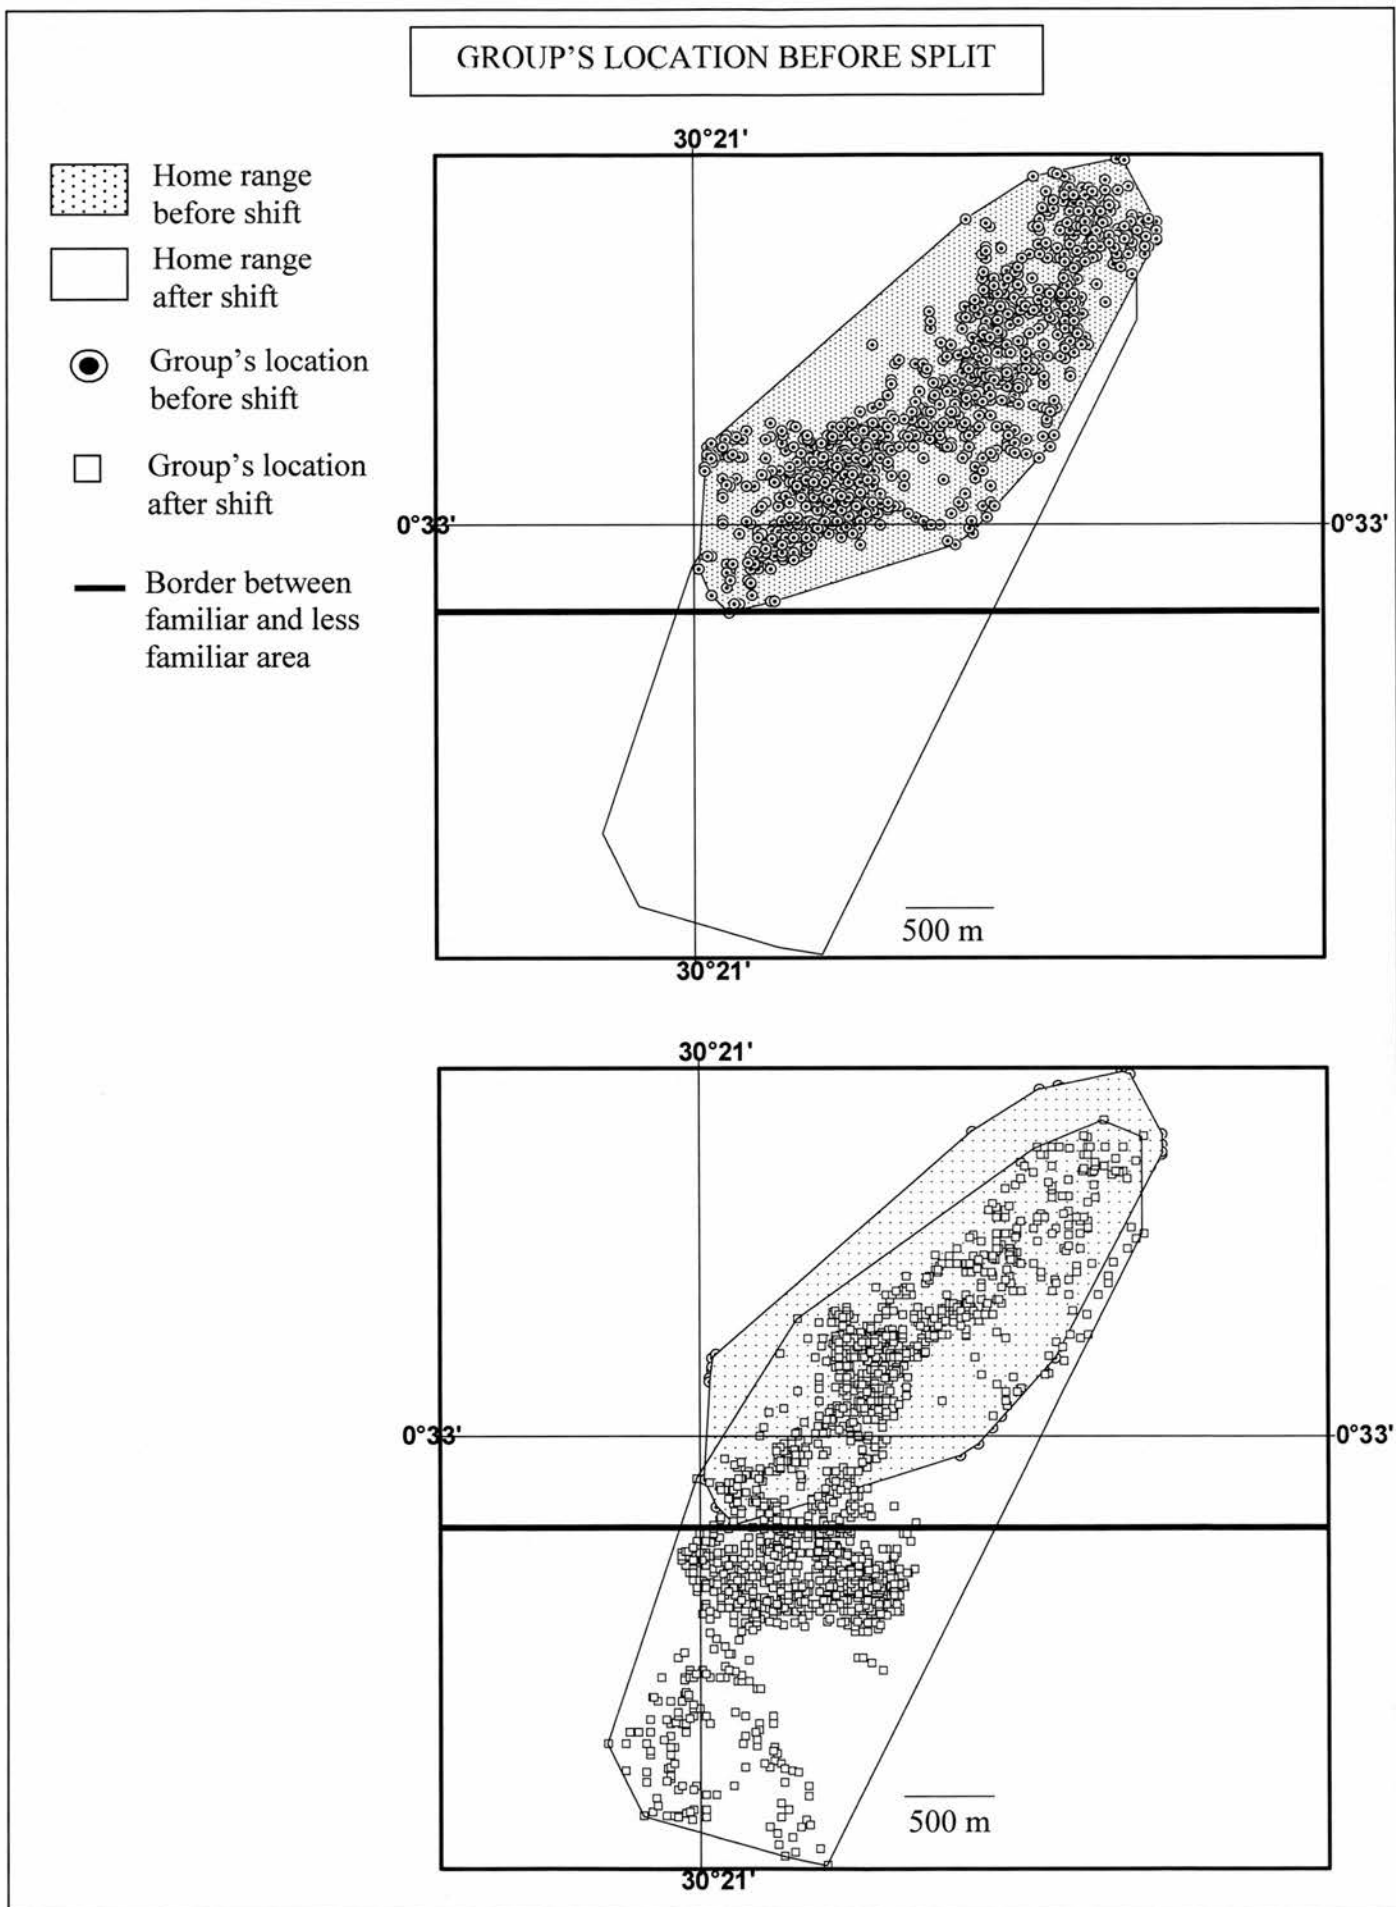 GROUP'S LOCATION BEFORE SPLIT
Home range
before shift
Home range
after shift
Group's location
before shift
Group's location
after shift
Border between
familiar and less
familiar area
30°21'
0°33'
0°33'
500 m
30°21'
30°21'
0°33'
0°33'
500 m
30°21'